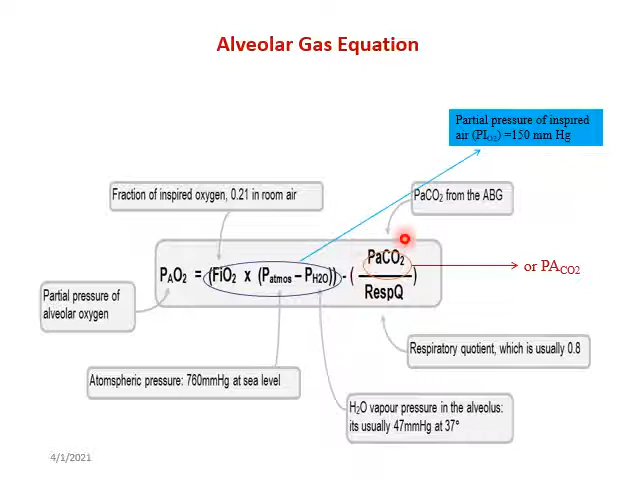 Alveolar Gas Equation
Partial pressure of inspired
air (PI₀₂) =150 mm Hg
Fraction of inspired oxygen, 0.21 in room air
PaCO₂ from the ABG
PAO₂ = (FiO₂ x (Patmos – PH2O)) - ( PaCO₂ / RespQ )
or PACO2
Partial pressure of
alveolar oxygen
Respiratory quotient, which is usually 0.8
Atomspheric pressure: 760mmHg at sea level
H₂O vapour pressure in the alveolus:
its usually 47mmHg at 37°
4/1/2021